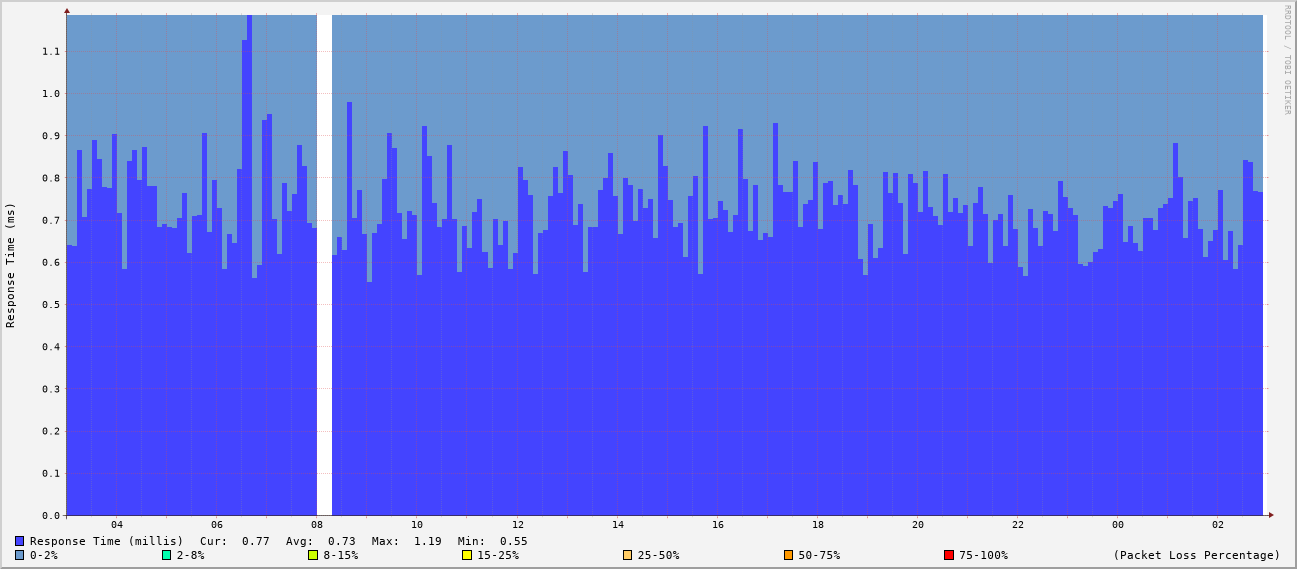 RRDTOOL / TOBI OETIKER
Response Time (ms)
1.1
1.0
0.9
0.8
0.7
0.6
0.5
0.4
0.3
0.2
0.1
0.0
04 06 08 10 12 14 16 18 20 22 00 02
Response Time (millis) Cur: 0.77 Avg: 0.73 Max: 1.19 Min: 0.55
0-2% 2-8% 8-15% 15-25% 25-50% 50-75% 75-100% (Packet Loss Percentage)